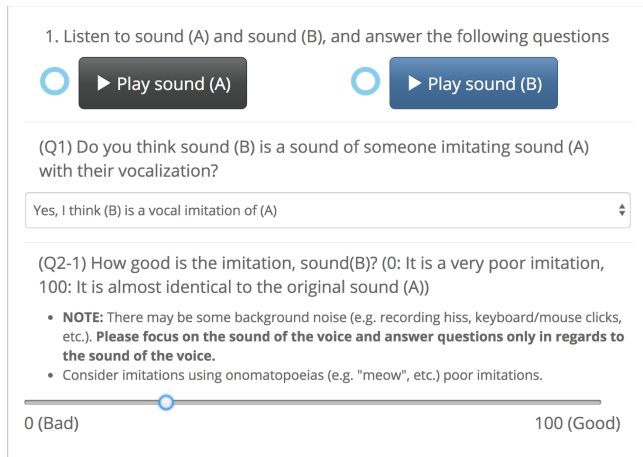 1. Listen to sound (A) and sound (B), and answer the following questions
Play sound (A)
Play sound (B)
(Q1) Do you think sound (B) is a sound of someone imitating sound (A)
with their vocalization?
Yes, I think (B) is a vocal imitation of (A)
(Q2-1) How good is the imitation, sound(B)? (0: It is a very poor imitation,
100: It is almost identical to the original sound (A))
• NOTE: There may be some background noise (e.g. recording hiss, keyboard/mouse clicks,
etc.). Please focus on the sound of the voice and answer questions only in regards to
the sound of the voice.
• Consider imitations using onomatopoeias (e.g. "meow", etc.) poor imitations.
0 (Bad)
100 (Good)